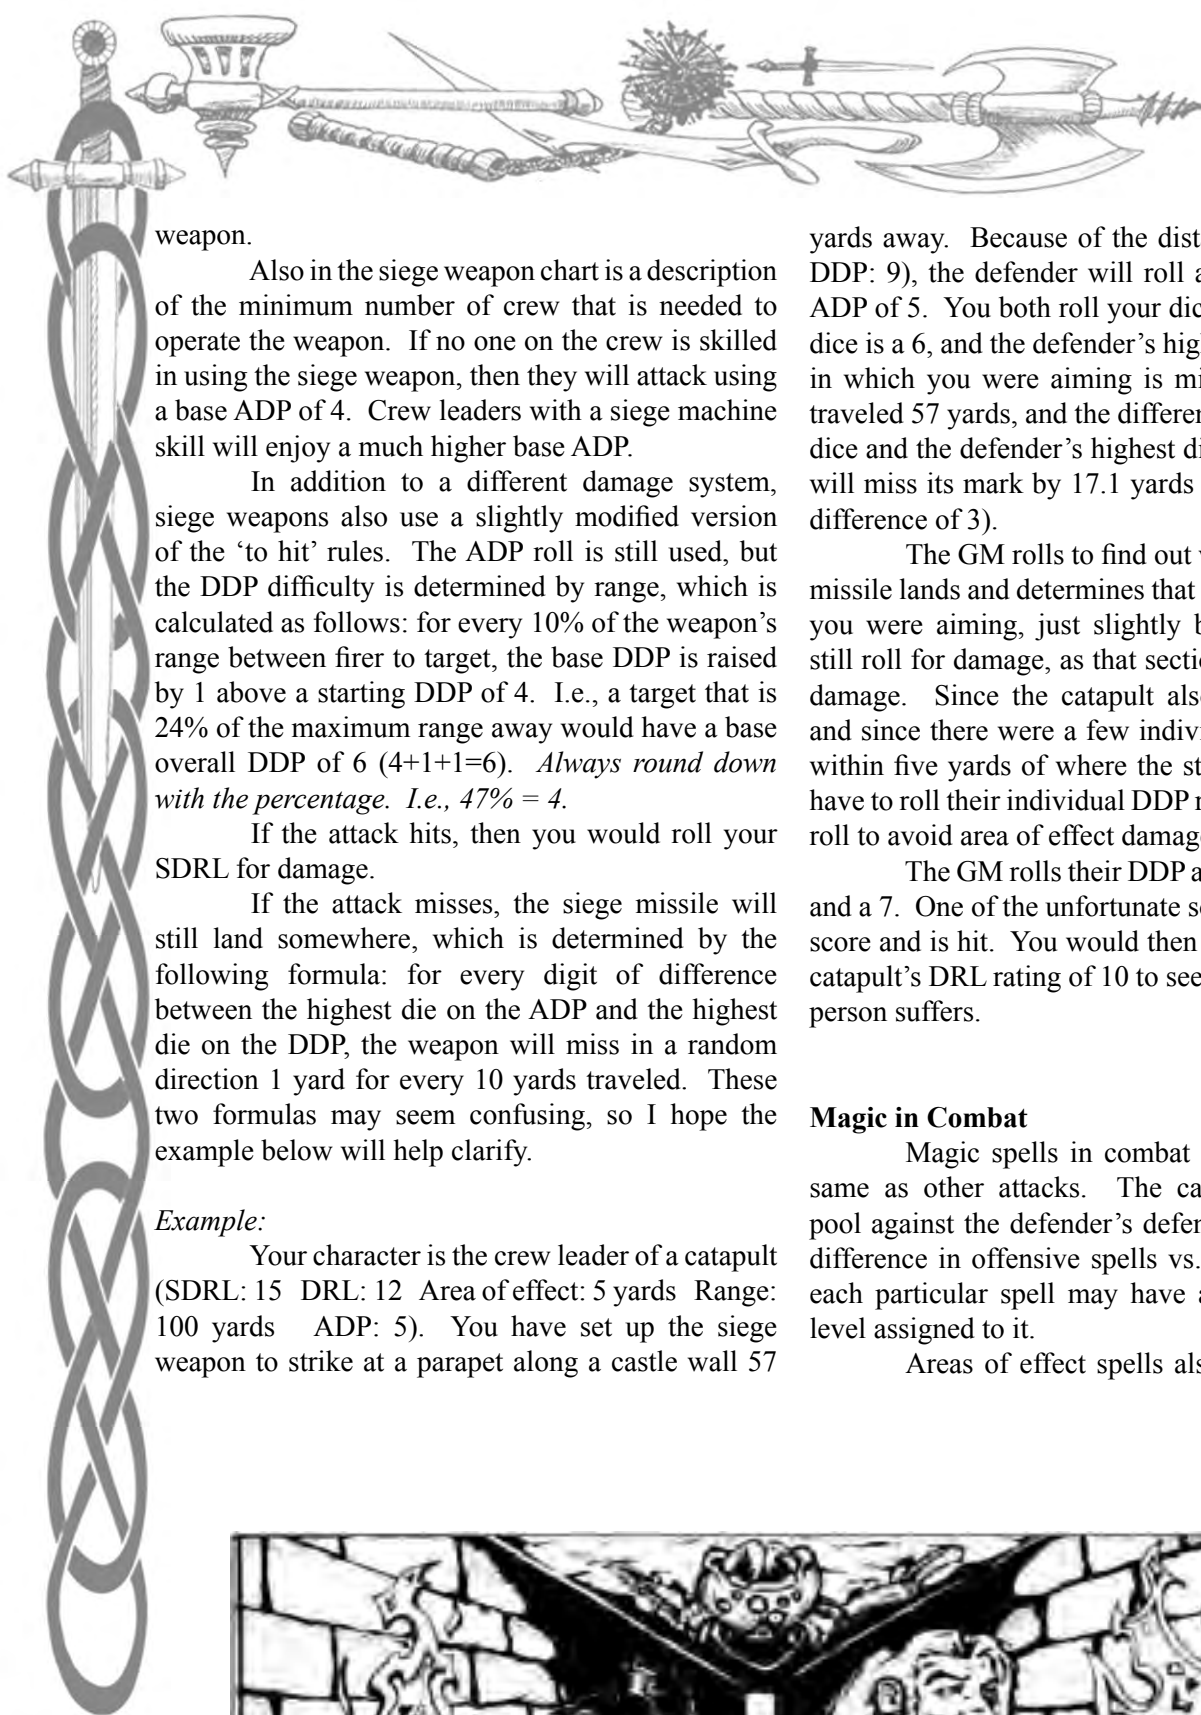 weapon.
Also in the siege weapon chart is a description
of the minimum number of crew that is needed to
operate the weapon. If no one on the crew is skilled
in using the siege weapon, then they will attack using
a base ADP of 4. Crew leaders with a siege machine
skill will enjoy a much higher base ADP.
In addition to a different damage system,
siege weapons also use a slightly modified version
of the ‘to hit’ rules. The ADP roll is still used, but
the DDP difficulty is determined by range, which is
calculated as follows: for every 10% of the weapon’s
range between firer to target, the base DDP is raised
by 1 above a starting DDP of 4. I.e., a target that is
24% of the maximum range away would have a base
overall DDP of 6 (4+1+1=6). Always round down
with the percentage. I.e., 47% = 4.
If the attack hits, then you would roll your
SDRL for damage.
If the attack misses, the siege missile will
still land somewhere, which is determined by the
following formula: for every digit of difference
between the highest die on the ADP and the highest
die on the DDP, the weapon will miss in a random
direction 1 yard for every 10 yards traveled. These
two formulas may seem confusing, so I hope the
example below will help clarify.
Example:
Your character is the crew leader of a catapult
(SDRL: 15 DRL: 12 Area of effect: 5 yards Range:
100 yards ADP: 5). You have set up the siege
weapon to strike at a parapet along a castle wall 57
yards away. Because of the dist
DDP: 9), the defender will roll a
ADP of 5. You both roll your dic
dice is a 6, and the defender’s hig
in which you were aiming is mi
traveled 57 yards, and the differen
dice and the defender’s highest di
will miss its mark by 17.1 yards
difference of 3).
The GM rolls to find out
missile lands and determines that
you were aiming, just slightly b
still roll for damage, as that secti
damage. Since the catapult als
and since there were a few indivi
within five yards of where the st
have to roll their individual DDP r
roll to avoid area of effect damag
The GM rolls their DDP a
and a 7. One of the unfortunate s
score and is hit. You would then
catapult’s DRL rating of 10 to see
person suffers.
Magic in Combat
Magic spells in combat
same as other attacks. The ca
pool against the defender’s defen
difference in offensive spells vs.
each particular spell may have a
level assigned to it.
Areas of effect spells als